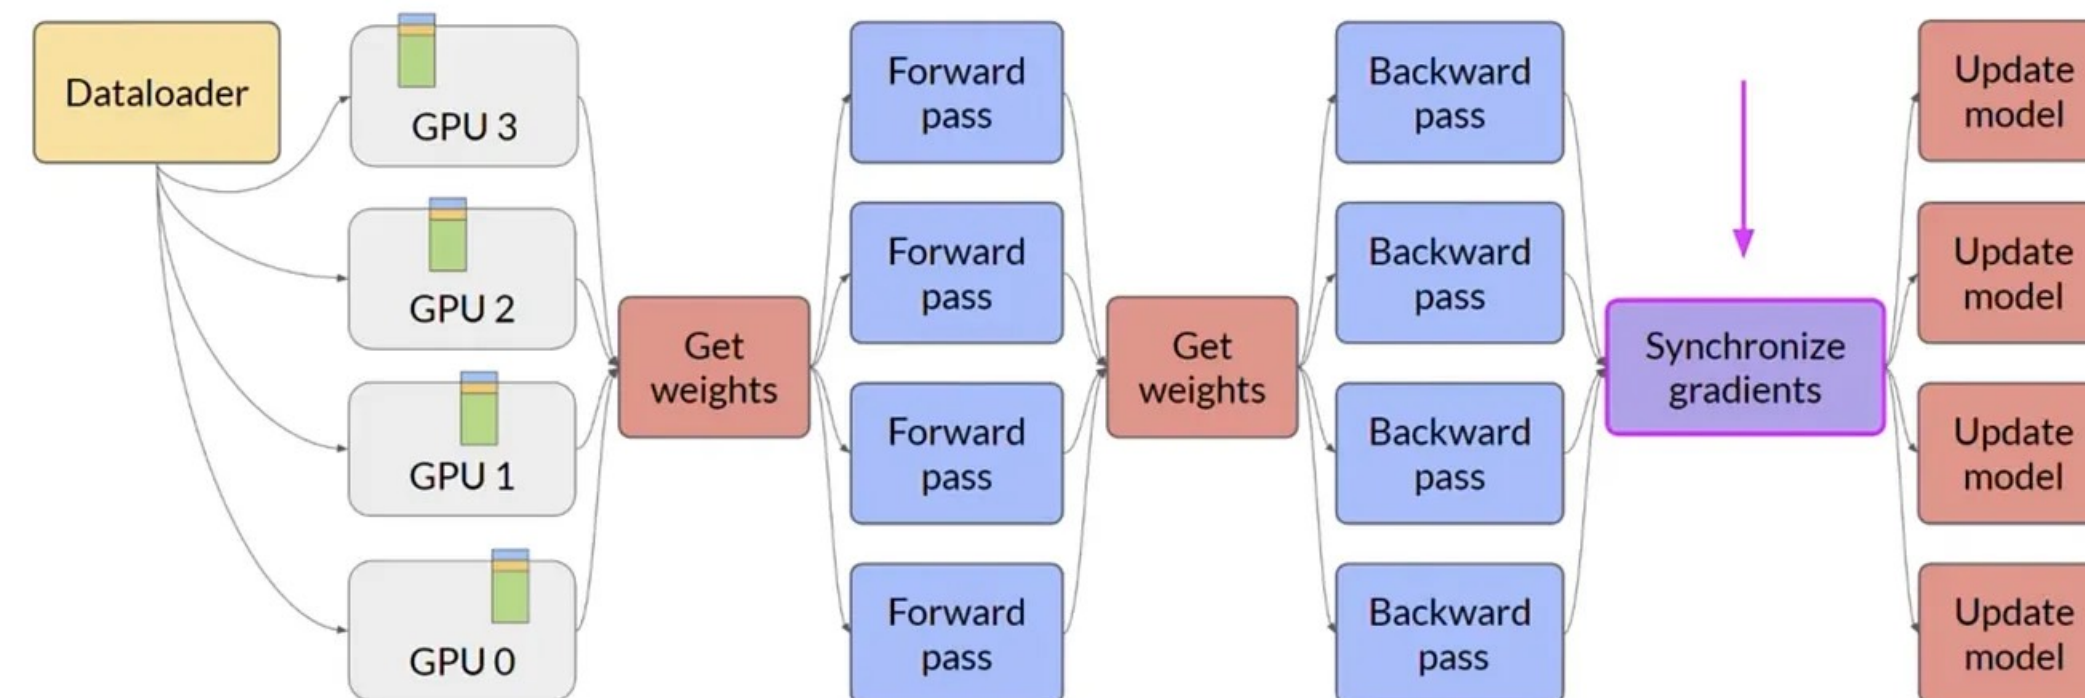 Dataloader
GPU 3
GPU 2
GPU 1
GPU 0
Get
weights
Forward
pass
Forward
pass
Forward
pass
Forward
pass
Get
weights
Backward
pass
Backward
pass
Backward
pass
Backward
pass
Synchronize
gradients
Update
model
Update
model
Update
model
Update
model